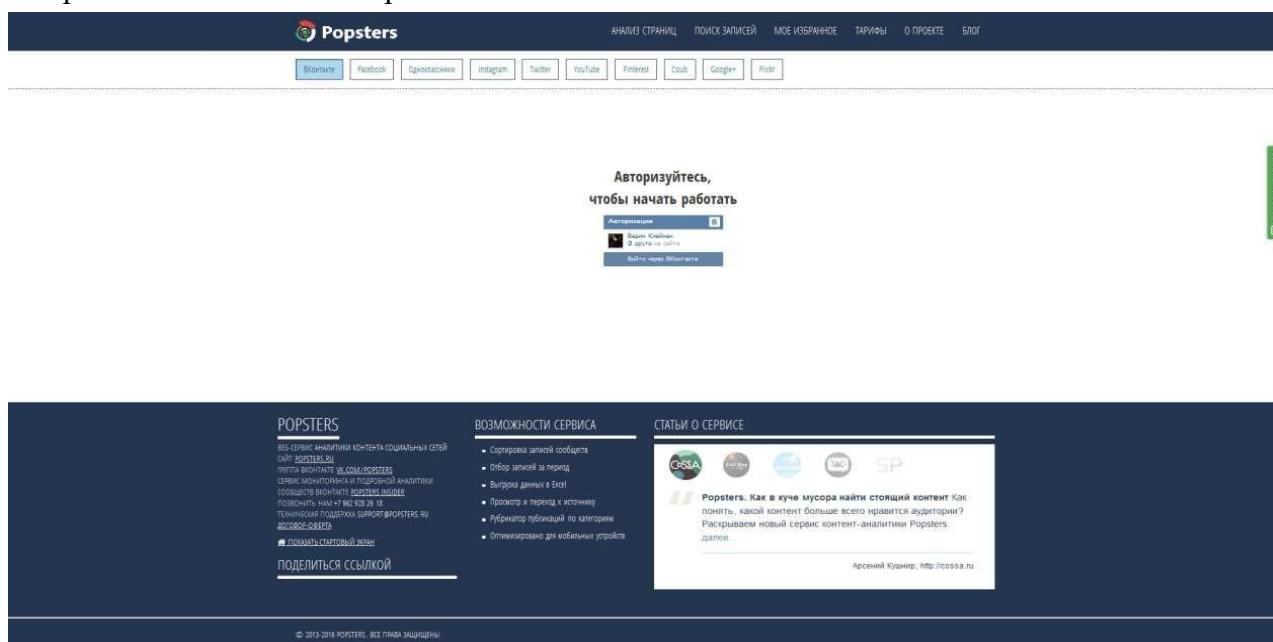 Popsters
АНАЛИЗ СТРАНИЦ ПОИСК ЗАПИСЕЙ МОЕ ИЗБРАННОЕ ТАРИФЫ О ПРОЕКТЕ БЛОГ
ВКонтакте Facebook Одноклассники Instagram Twitter YouTube Pinterest Coub Google+ Flickr
Авторизуйтесь,
чтобы начать работать
Авторизация B
Вадим Клейман
2 друга на сайте
Войти через ВКонтакте
POPSTERS
ВЕБ-СЕРВИС АНАЛИТИКИ КОНТЕНТА СОЦИАЛЬНЫХ СЕТЕЙ
САЙТ POPSTERS.RU
ГРУППА ВКОНТАКТЕ VK.COM/POPSTERS
СЕРВИС МОНИТОРИНГА И ПОДРОБНОЙ АНАЛИТИКИ
СООБЩЕСТВ ВКОНТАКТЕ POPSTERS INSIDER
ПОЗВОНИТЬ НАМ +7 962 928 26 18
ТЕХНИЧЕСКАЯ ПОДДЕРЖКА SUPPORT@POPSTERS.RU
ДОГОВОР-ОФЕРТА
ПОКАЗАТЬ СТАРТОВЫЙ ЭКРАН
ПОДЕЛИТЬСЯ ССЫЛКОЙ
ВОЗМОЖНОСТИ СЕРВИСА
Сортировка записей сообществ
Отбор записей за период
Выгрузка данных в Excel
Просмотр и переход к источнику
Рубрикатор публикаций по категориям
Оптимизировано для мобильных устройств
СТАТЬИ О СЕРВИСЕ
COSSA SP
Popsters. Как в куче мусора найти стоящий контент Как
понять, какой контент больше всего нравится аудитории?
Раскрываем новый сервис контент-аналитики Popsters.
далее...
Арсений Кушнир, http://cossa.ru
© 2013-2016 POPSTERS. ВСЕ ПРАВА ЗАЩИЩЕНЫ.